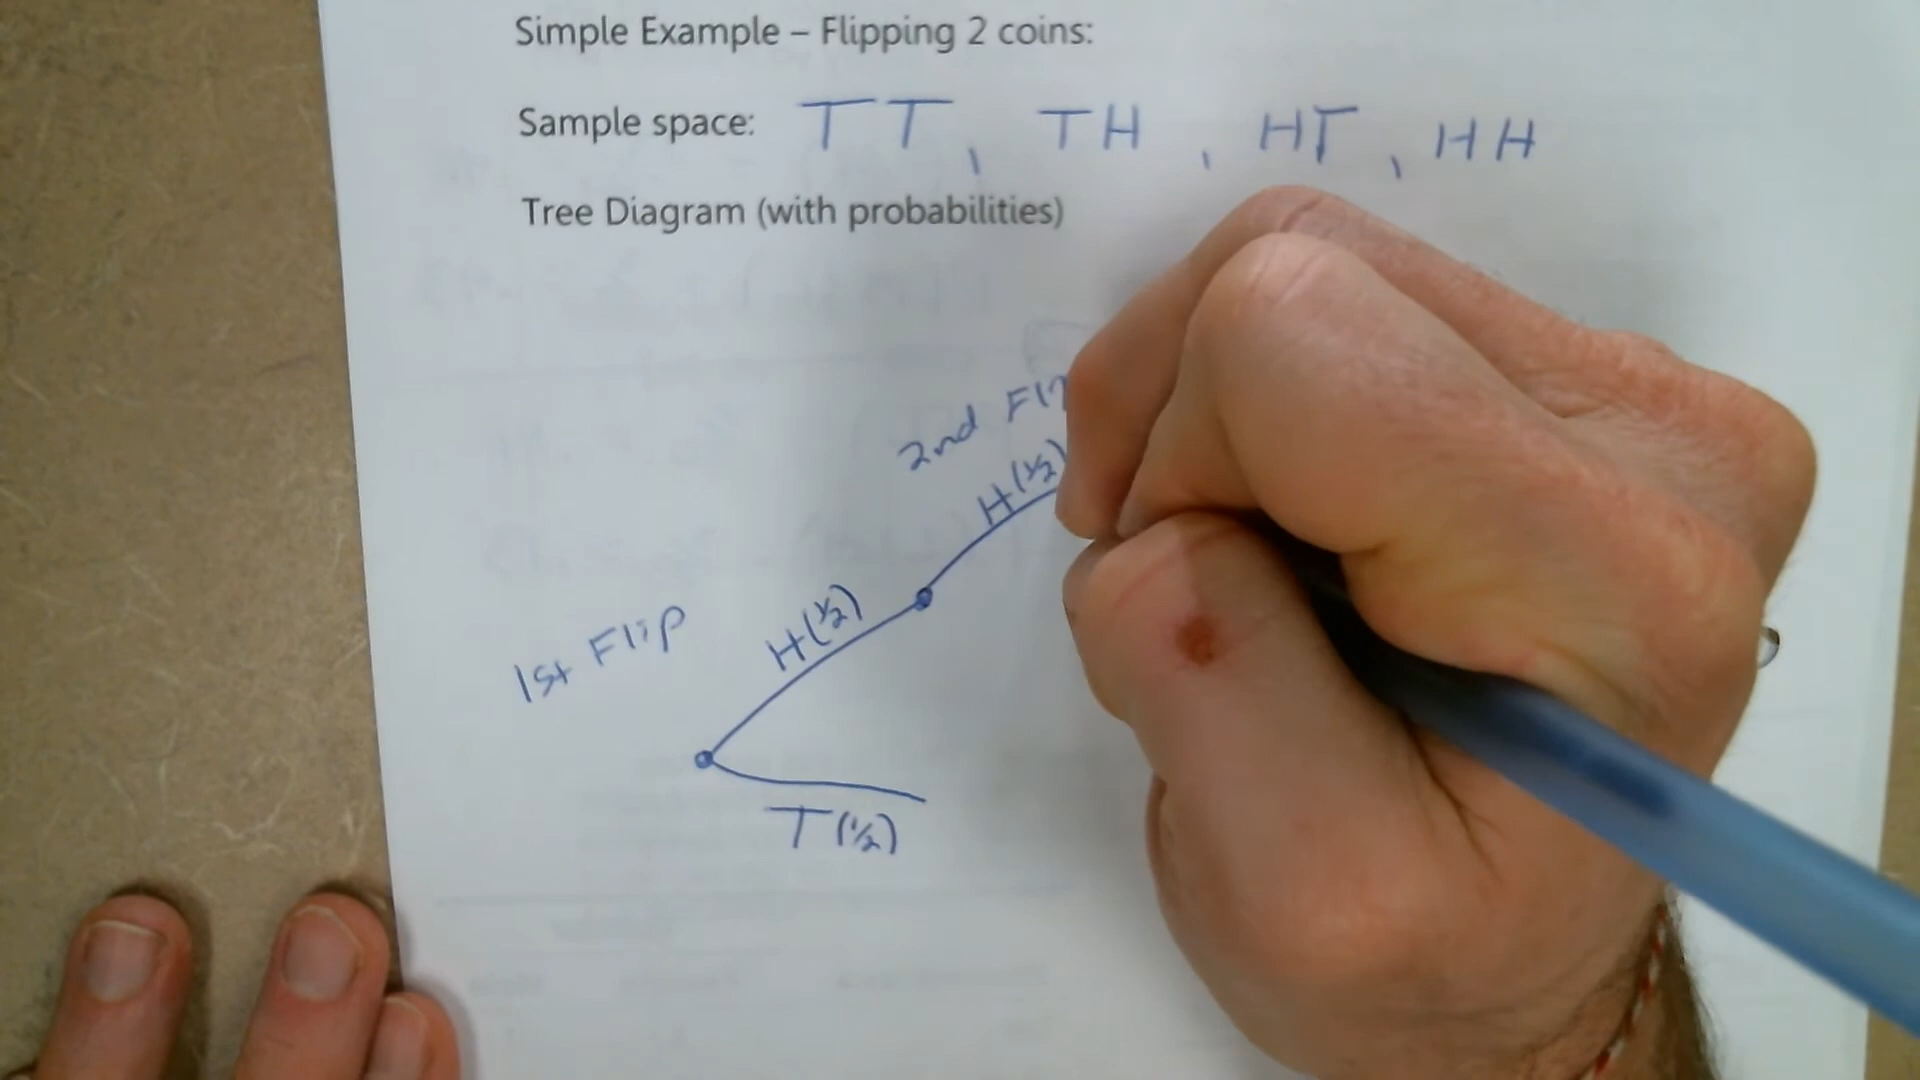 Simple Example – Flipping 2 coins:
Sample space: TT, TH, HT, HH
Tree Diagram (with probabilities)
2nd
H(1/2)
H(1/2)
1st Flip
T(1/2)